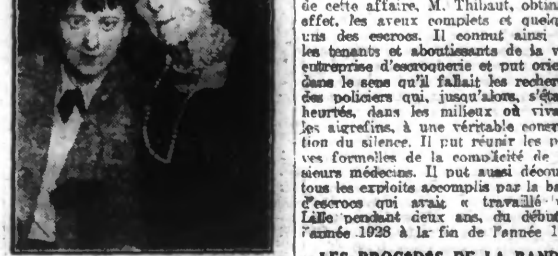 de cette affaire, M. Thibaut, obtin
effet, les aveux complets et quelq
uns des escrocs. Il connut ainsi
les tenants et aboutissants de la v
entreprise d'escroquerie et put orie
dans le sens qu'il fallait les recher
des policiers qui, jusqu'alors, s'éta
heurtés, dans les milieux où viva
les aigrefins, à une véritable consp
tion du silence. Il put réunir les p
ves formelles de la complicité de
sieurs médecins. Il put aussi décou
tous les exploits accomplis par la ba
d'escrocs qui avait « travaillé
Lille pendant deux ans, du début
l'année 1928 à la fin de l'année 1
LES PROCÉDÉS DE LA BAND